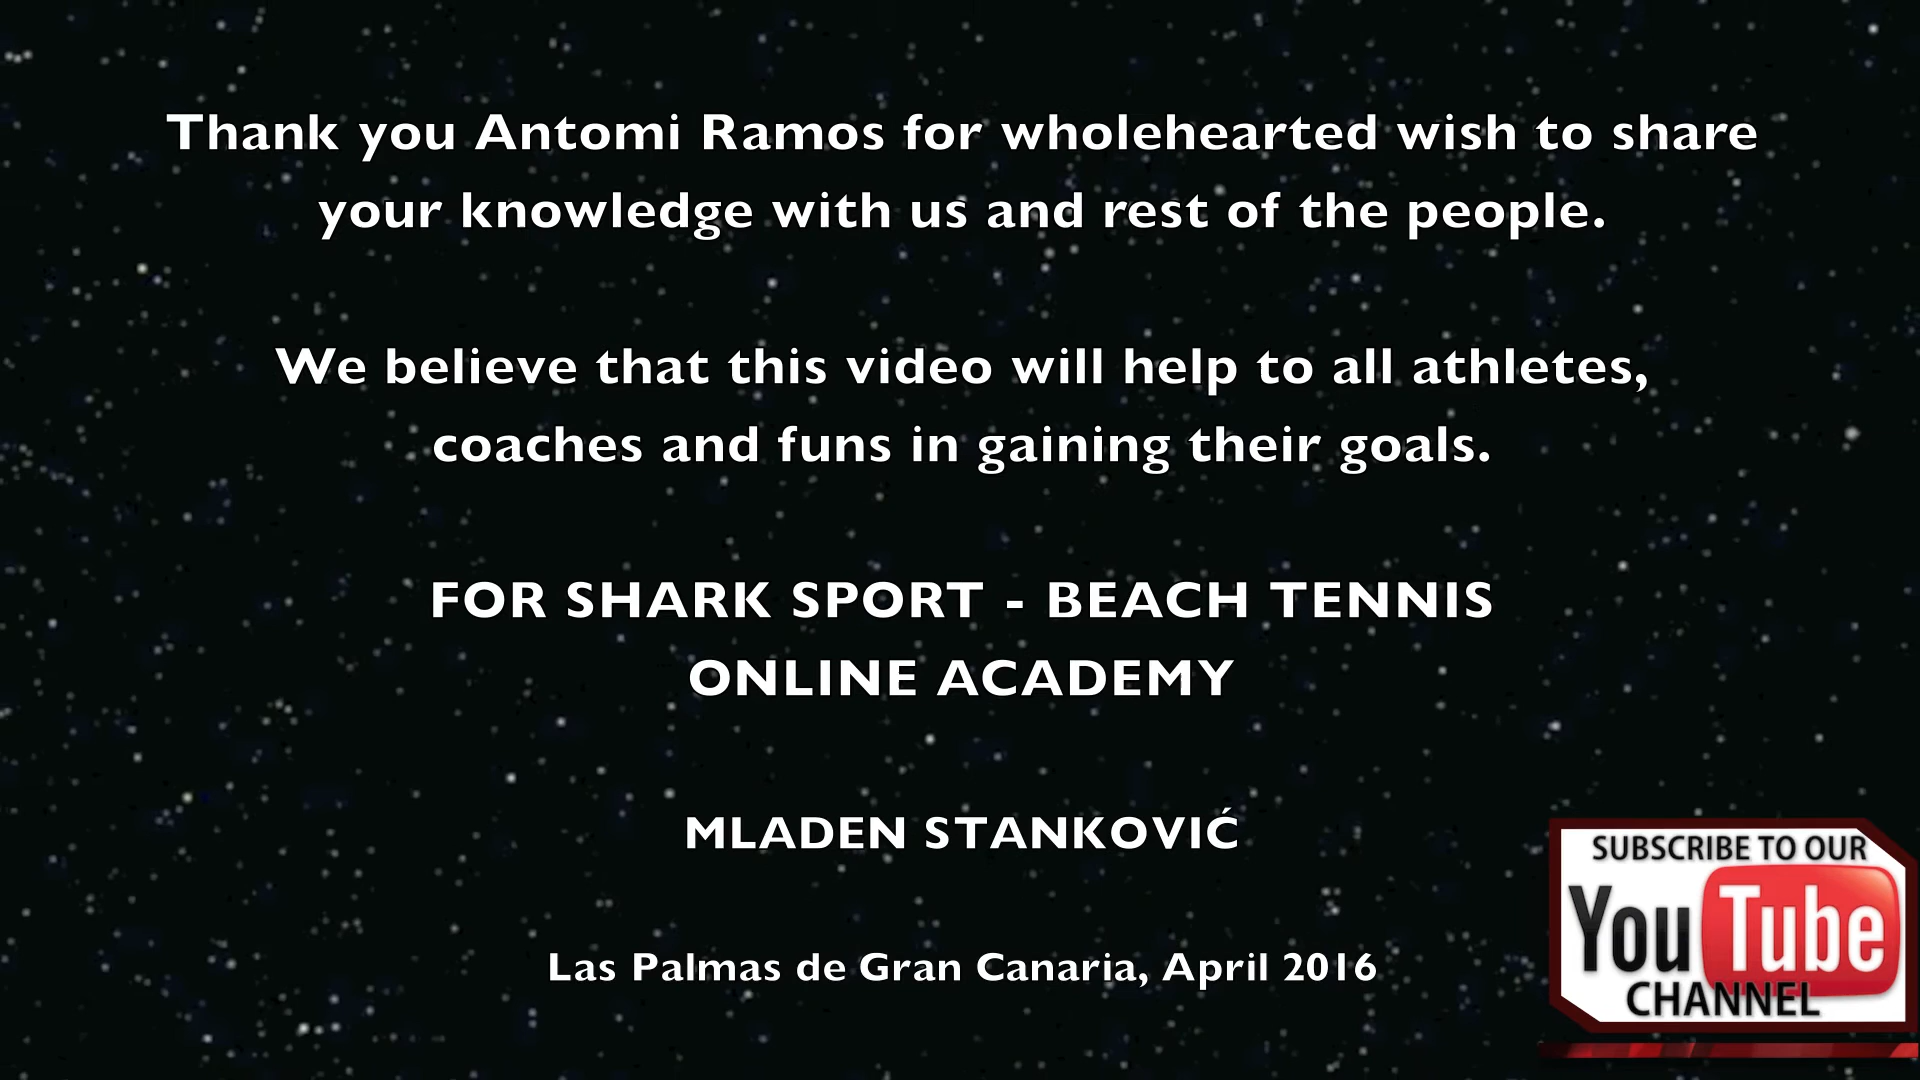 Thank you Antomi Ramos for wholehearted wish to share
your knowledge with us and rest of the people.
We believe that this video will help to all athletes,
coaches and funs in gaining their goals.
FOR SHARK SPORT - BEACH TENNIS
ONLINE ACADEMY
MLADEN STANKOVIĆ
Las Palmas de Gran Canaria, April 2016
SUBSCRIBE TO OUR
YouTube
CHANNEL